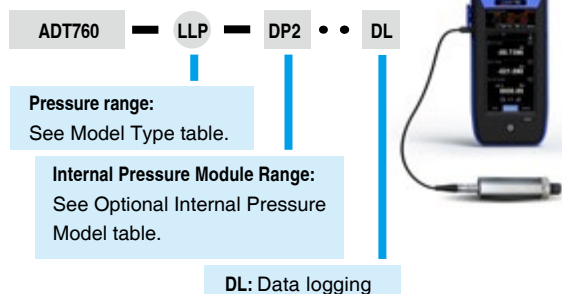 ADT760 — LLP — DP2 • • DL
Pressure range:
See Model Type table.
Internal Pressure Module Range:
See Optional Internal Pressure
Model table.
DL: Data logging